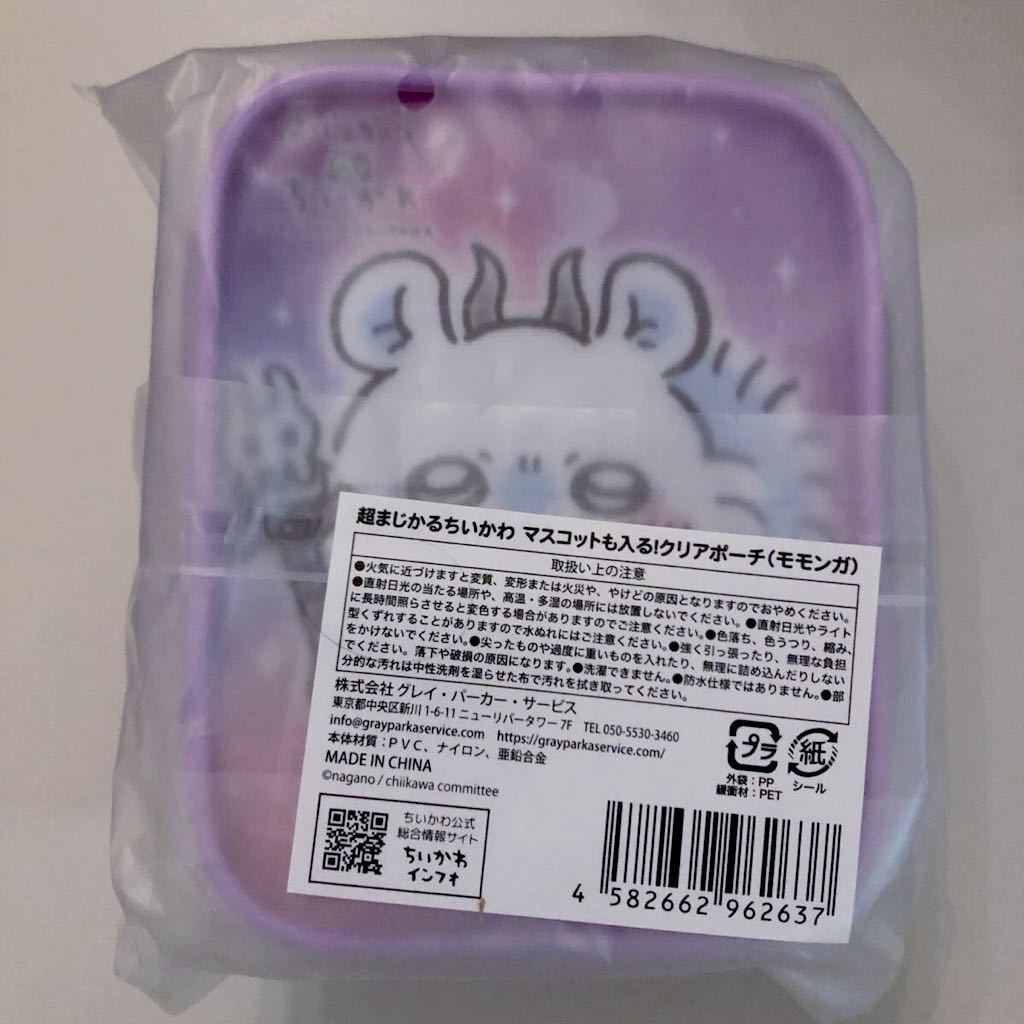 ちいかわ
超まじかるちいかわ マスコットも入る!クリアポーチ(モモンガ)
取扱い上の注意
●火気に近づけますと変質、変形または火災や、やけどの原因となりますのでおやめください。
●直射日光の当たる場所や、高温・多湿の場所には放置しないでください。●直射日光やライト
に長時間照らさせると変色する場合がありますのでご注意ください。●色落ち、色うつり、縮み、
型くずれすることがありますので水ぬれにはご注意ください。●強く引っ張ったり、無理な負担
をかけないでください。●尖ったものや過度に重いものを入れたり、無理に詰め込んだりしない
でください。落下や破損の原因になります。●洗濯できません。●防水仕様ではありません。●部
分的な汚れは中性洗剤を湿らせた布で汚れを拭き取ってください。
株式会社 グレイ・パーカー・サービス
東京都中央区新川 1-6-11 ニューリバータワー 7F TEL 050-5530-3460
info@grayparkaservice.com https://grayparkaservice.com/
本体材質：PVC、ナイロン、亜鉛合金
MADE IN CHINA
©nagano / chiikawa committee
プラ
外袋：PP
緩衝材：PET
紙
シール
ちいかわ公式
総合情報サイト
ちいかわ
インフォ
4 582662 962637